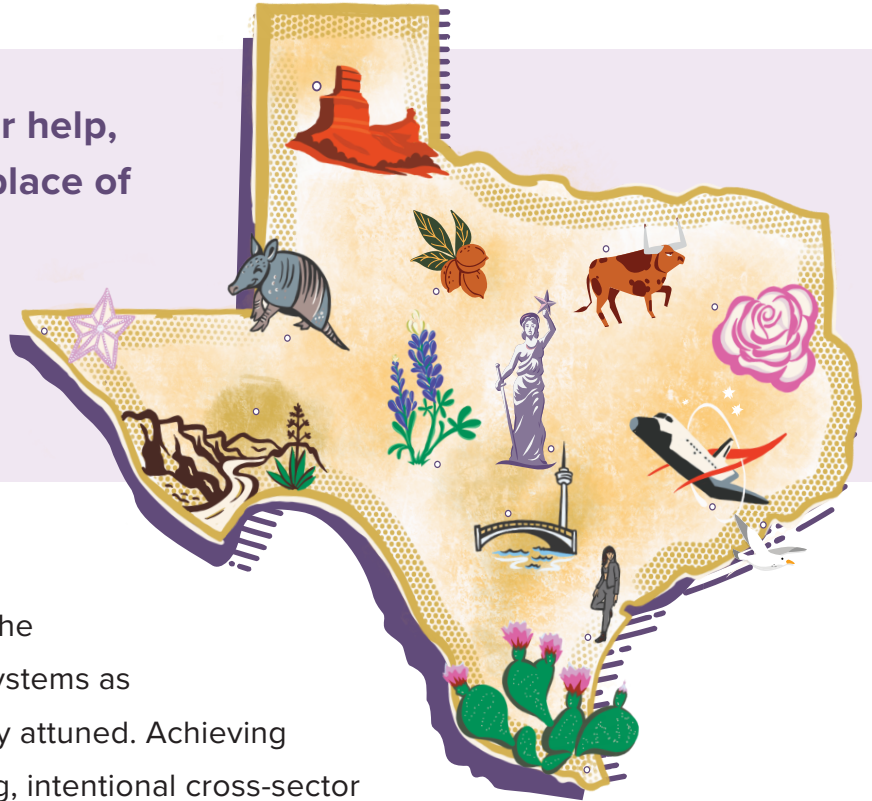 r help,
place of
he
ystems as
y attuned. Achieving
g, intentional cross-sector